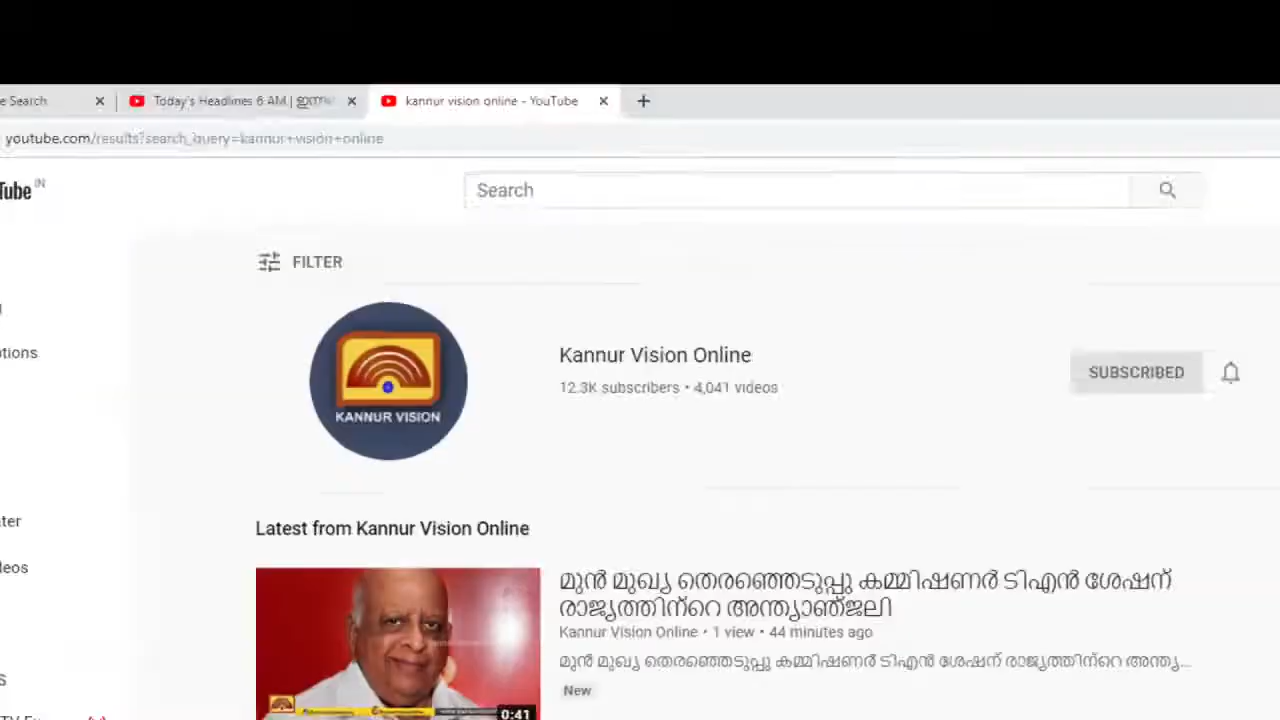 e Search
Today's Headlines 6 AM |
kannur vision online - YouTube
youtube.com/results?search_query=kannur+vision+online
Tube IN
Search
FILTER
KANNUR VISION
Kannur Vision Online
12.3K subscribers • 4,041 videos
SUBSCRIBED
Latest from Kannur Vision Online
മുൻ മുഖ്യ തെരഞ്ഞെടുപ്പു കമ്മിഷണർ ടിഎൻ ശേഷന്
രാജ്യത്തിൻ്റെ അന്ത്യാഞ്ജലി
Kannur Vision Online • 1 view • 44 minutes ago
മുൻ മുഖ്യ തെരഞ്ഞെടുപ്പു കമ്മിഷണർ ടിഎൻ ശേഷന് രാജ്യത്തിൻ്റെ അന്ത്യ...
New
0:41